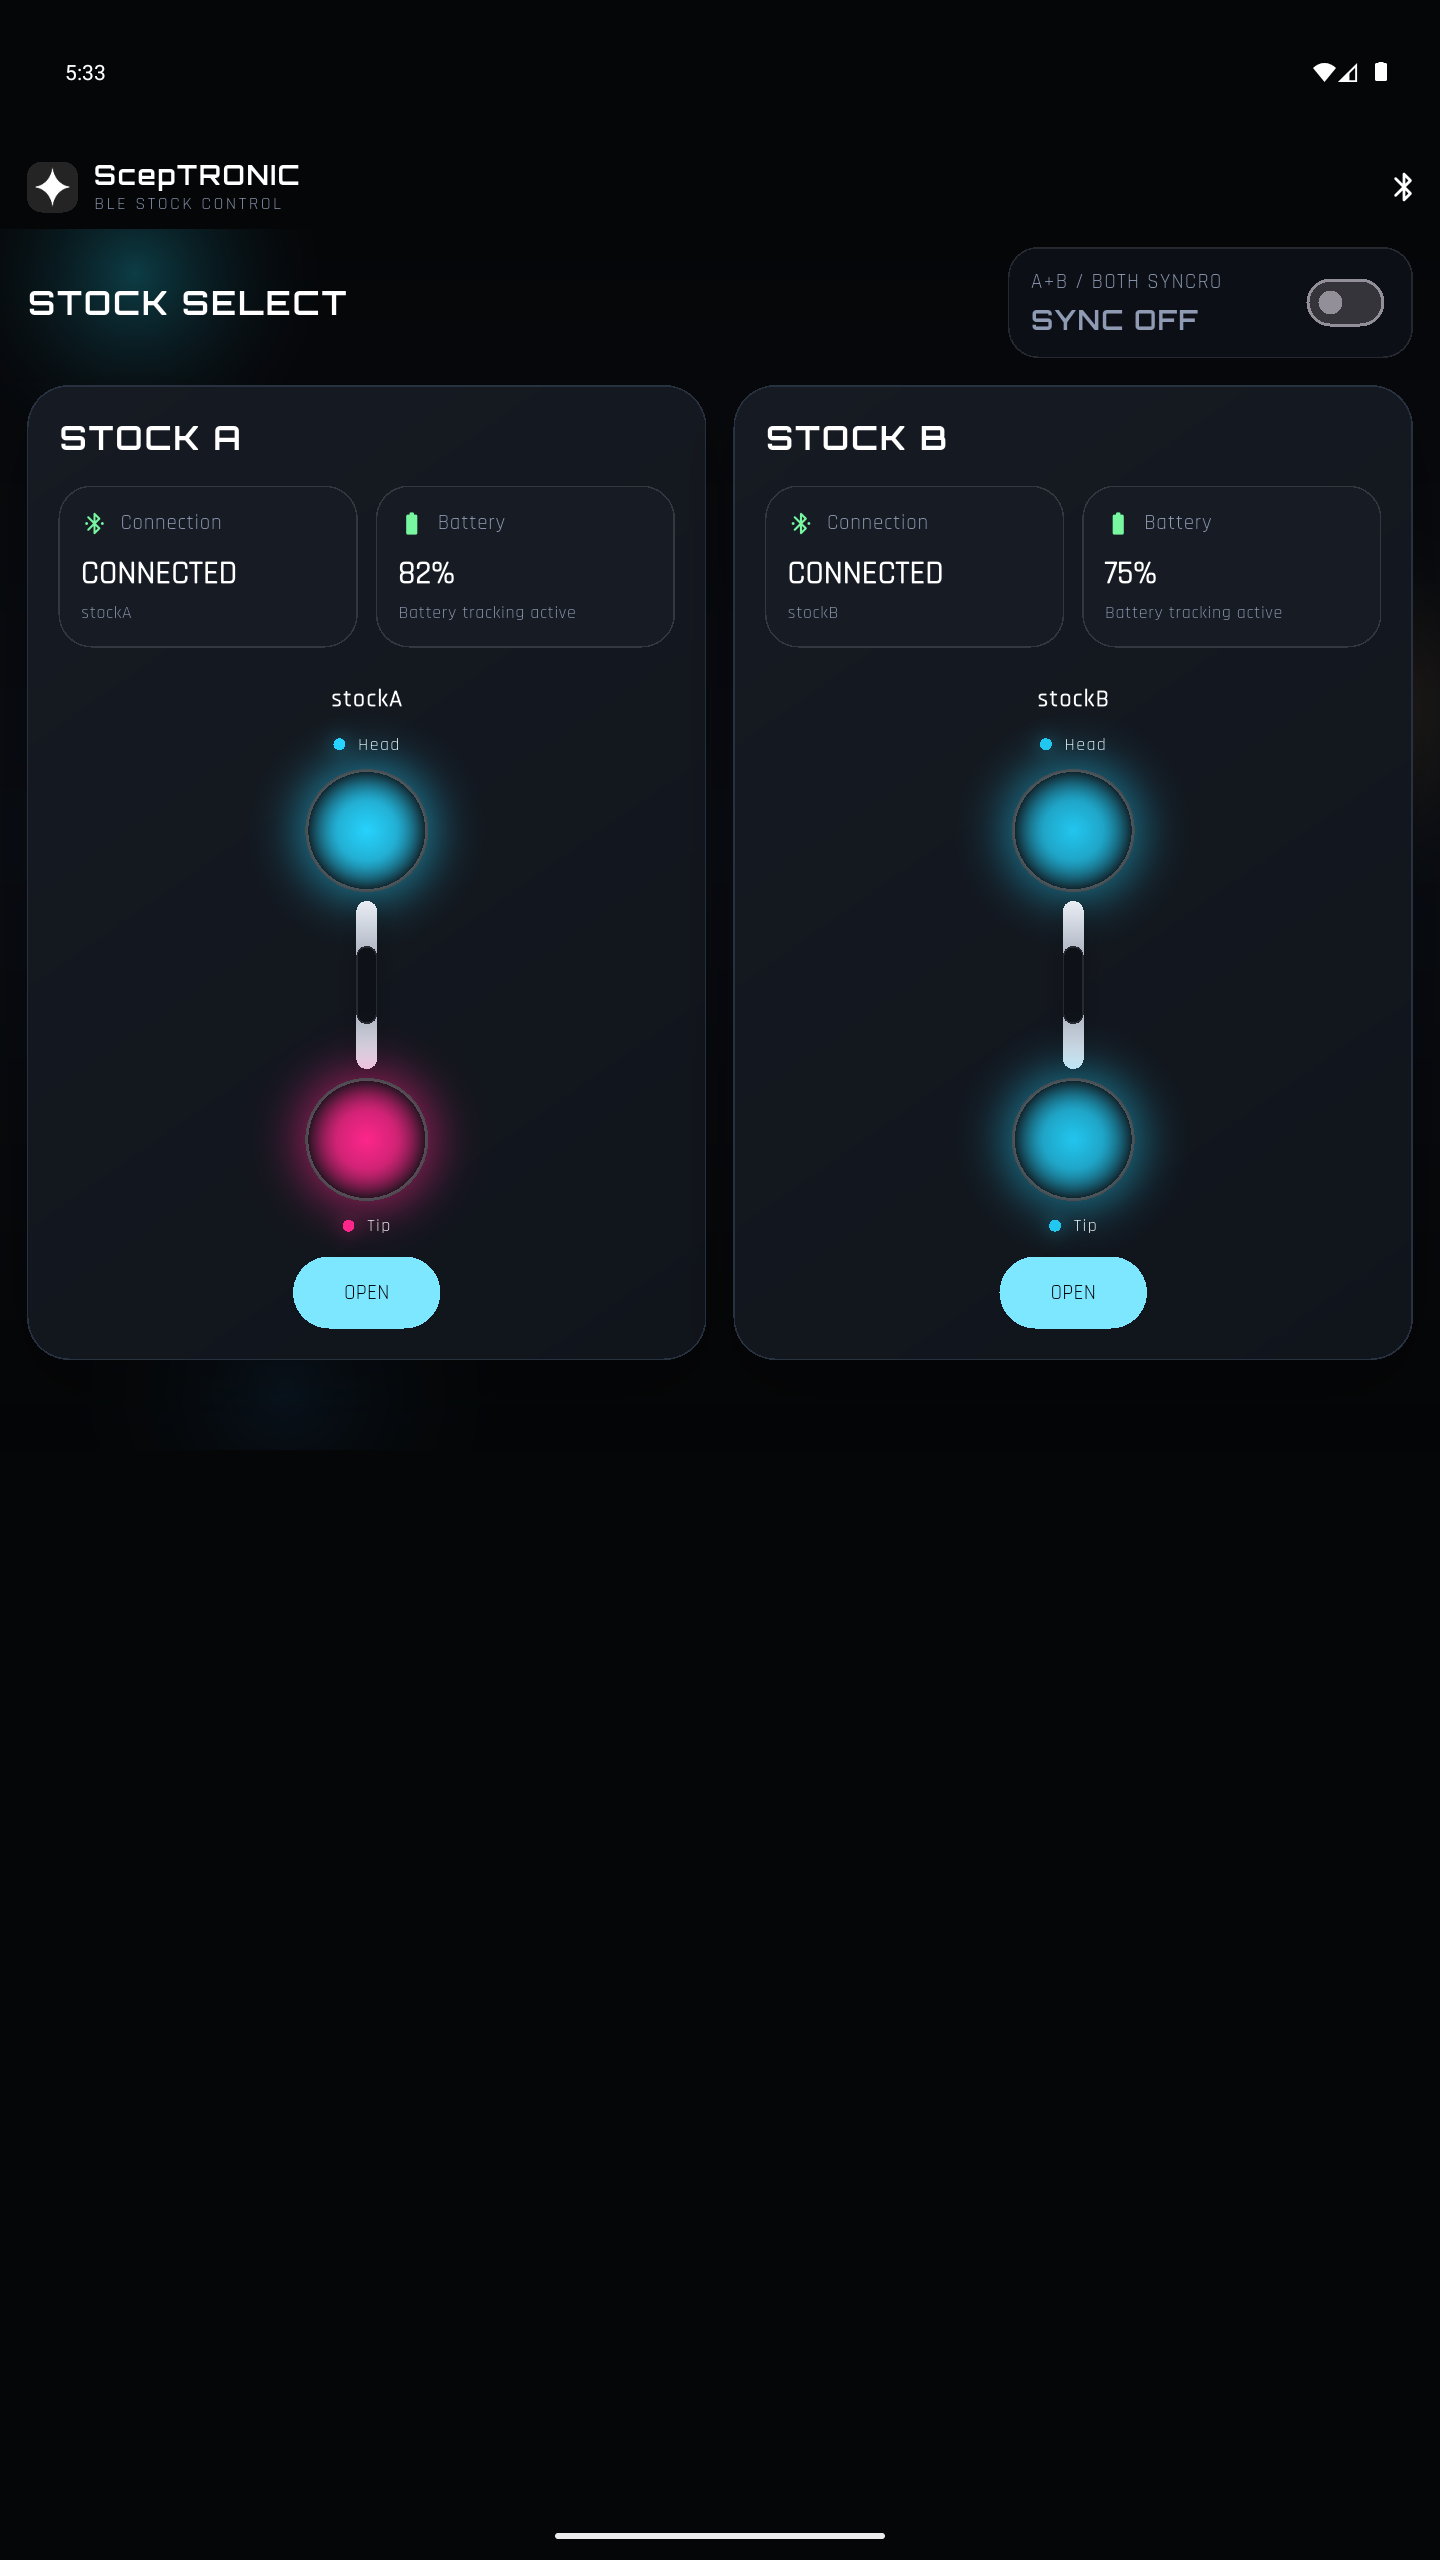 5:33
ScepTRONIC
BLE STOCK CONTROL
STOCK SELECT
A+B / BOTH SYNCRO
SYNC OFF
STOCK A
Connection
CONNECTED
stockA
Battery
82%
Battery tracking active
stockA
Head
Tip
OPEN
STOCK B
Connection
CONNECTED
stockB
Battery
75%
Battery tracking active
stockB
Head
Tip
OPEN